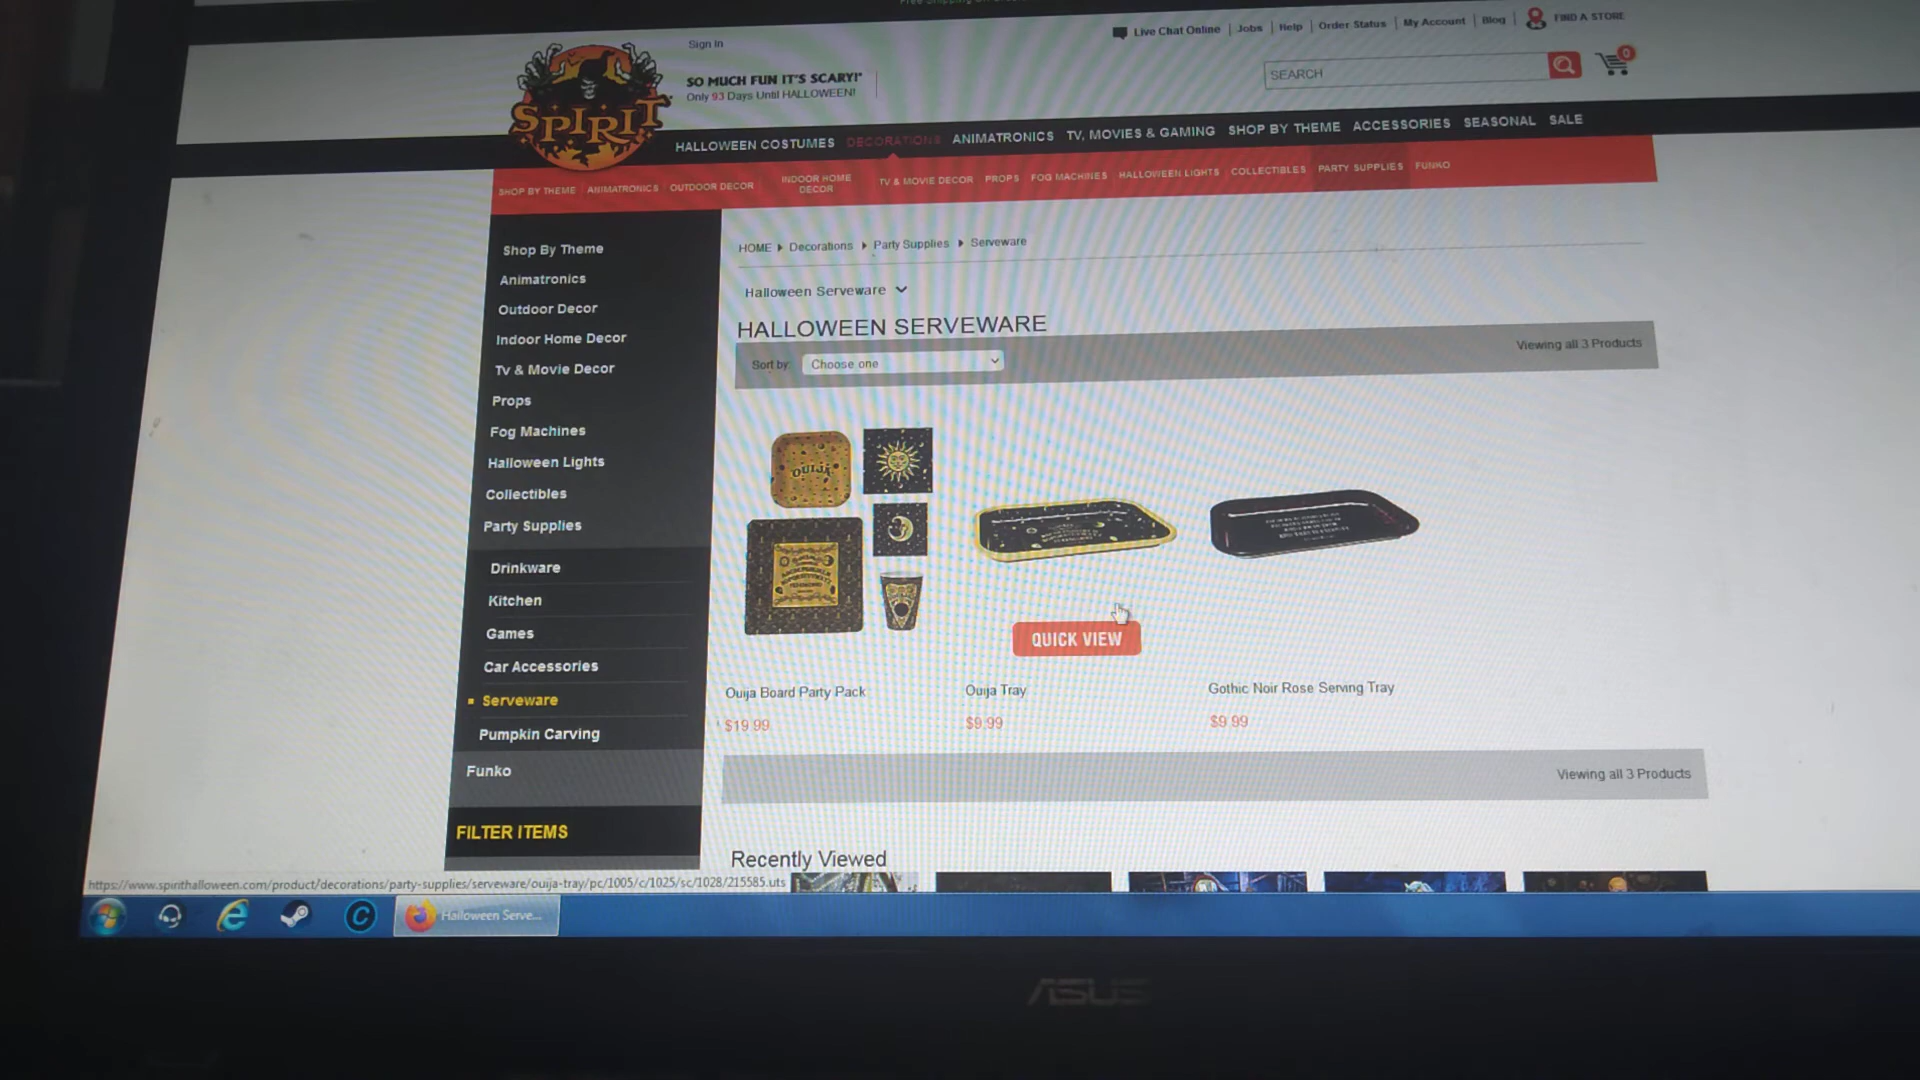 Sign In
Live Chat Online | Jobs | Help | Order Status | My Account | Blog | FIND A STORE
SPIRIT
SO MUCH FUN IT'S SCARY!*
Only 93 Days Until HALLOWEEN!
SEARCH
0
HALLOWEEN COSTUMES DECORATIONS ANIMATRONICS TV, MOVIES & GAMING SHOP BY THEME ACCESSORIES SEASONAL SALE
SHOP BY THEME ANIMATRONICS OUTDOOR DECOR INDOOR HOME DECOR TV & MOVIE DECOR PROPS FOG MACHINES HALLOWEEN LIGHTS COLLECTIBLES PARTY SUPPLIES FUNKO
Shop By Theme
Animatronics
Outdoor Decor
Indoor Home Decor
Tv & Movie Decor
Props
Fog Machines
Halloween Lights
Collectibles
Party Supplies
Drinkware
Kitchen
Games
Car Accessories
Serveware
Pumpkin Carving
Funko
FILTER ITEMS
HOME Decorations Party Supplies Serveware
Halloween Serveware
HALLOWEEN SERVEWARE
Sort by: Choose one
Viewing all 3 Products
OUIJA
QUICK VIEW
Ouija Board Party Pack
$19.99
Ouija Tray
$9.99
Gothic Noir Rose Serving Tray
$9.99
Viewing all 3 Products
Recently Viewed
https://www.spirithalloween.com/product/decorations/party-supplies/serveware/ouija-tray/pc/1005/c/1025/sc/1028/215585.uts
Halloween Serve...
ASUS